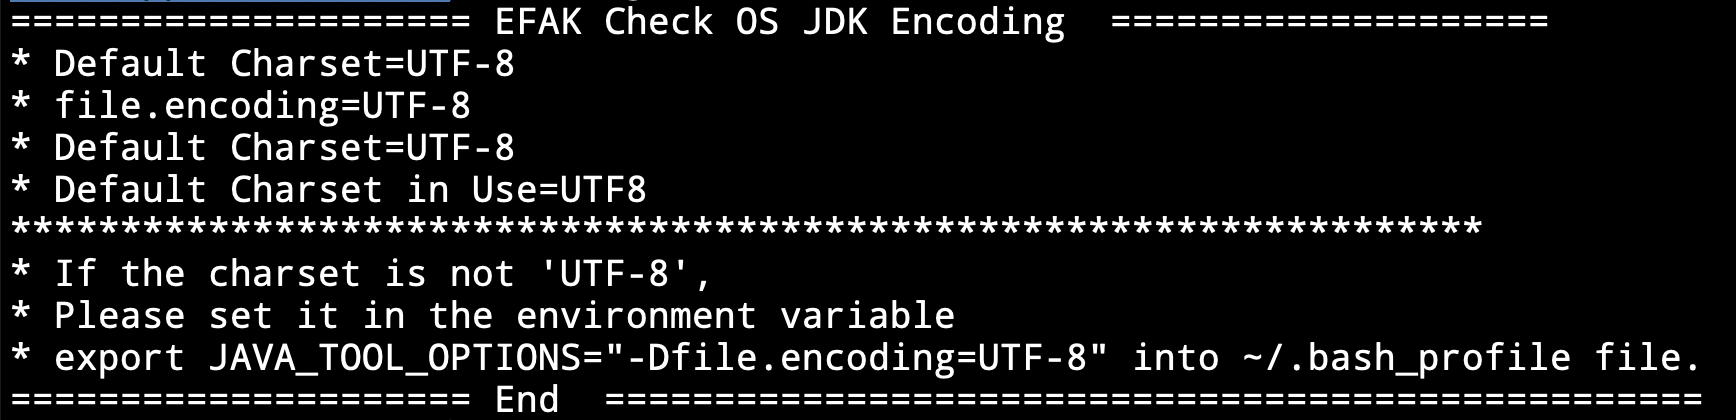 ===================== EFAK Check OS JDK Encoding  ====================
* Default Charset=UTF-8
* file.encoding=UTF-8
* Default Charset=UTF-8
* Default Charset in Use=UTF8
*******************************************************************
* If the charset is not 'UTF-8',
* Please set it in the environment variable
* export JAVA_TOOL_OPTIONS="-Dfile.encoding=UTF-8" into ~/.bash_profile file.
===================== End  ==================================================